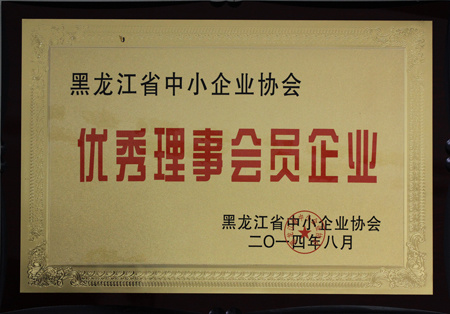 黑龙江省中小企业协会
优秀理事会员企业
黑龙江省中小企业协会
二〇一四年八月